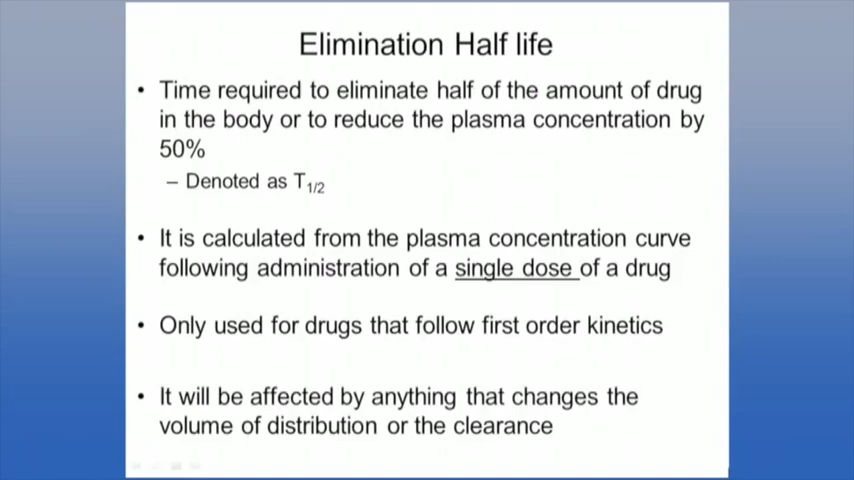 Elimination Half life
• Time required to eliminate half of the amount of drug
in the body or to reduce the plasma concentration by
50%
– Denoted as T1/2
• It is calculated from the plasma concentration curve
following administration of a single dose of a drug
• Only used for drugs that follow first order kinetics
• It will be affected by anything that changes the
volume of distribution or the clearance